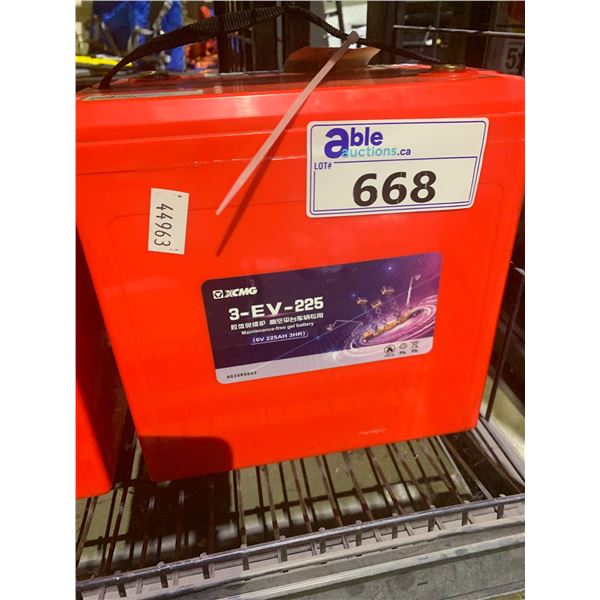 able
auctions.ca
LOT#
668
44963
XCMG
3-EV-225
胶体免维护 高空平台车辆专用
Maintenance-free gel battery
(6V 225AH 3HR)